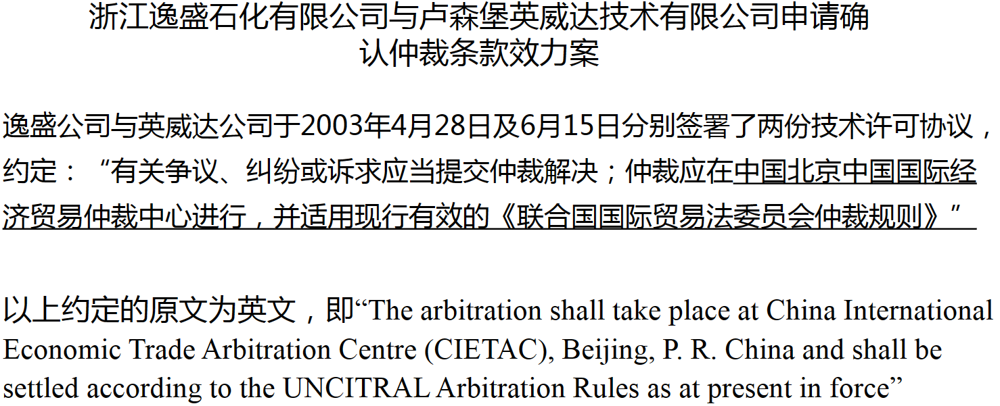 浙江逸盛石化有限公司与卢森堡英威达技术有限公司申请确
认仲裁条款效力案
逸盛公司与英威达公司于2003年4月28日及6月15日分别签署了两份技术许可协议，
约定：“有关争议、纠纷或诉求应当提交仲裁解决；仲裁应在中国北京中国国际经
济贸易仲裁中心进行，并适用现行有效的《联合国国际贸易法委员会仲裁规则》”
以上约定的原文为英文，即“The arbitration shall take place at China International
Economic Trade Arbitration Centre (CIETAC), Beijing, P. R. China and shall be
settled according to the UNCITRAL Arbitration Rules as at present in force”